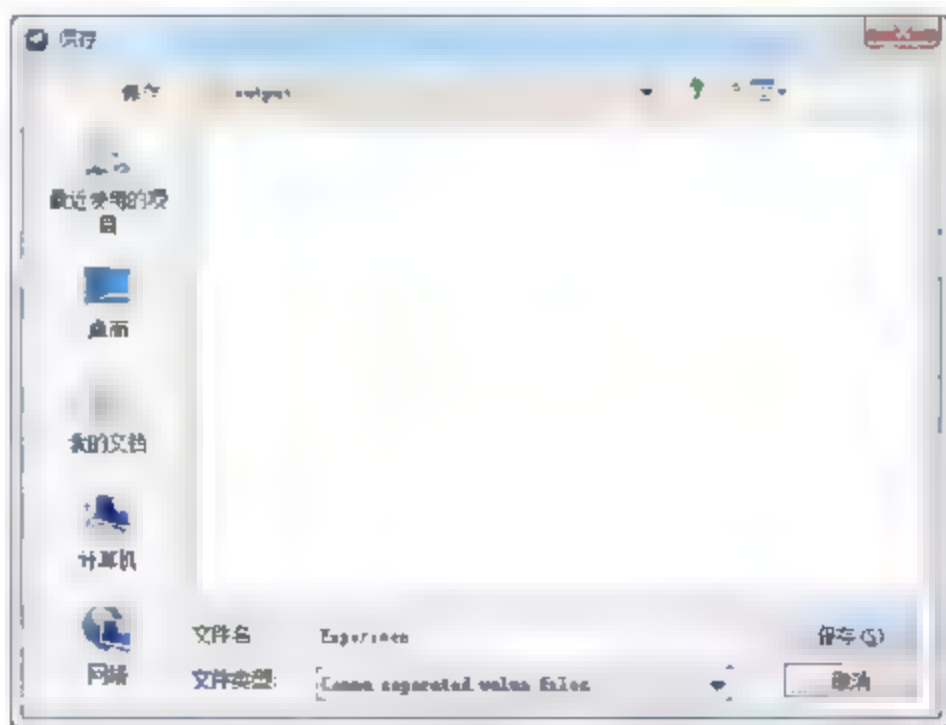 保存
保存
output
最近使用的项
目
桌面
我的文档
计算机
网络
文件名
保存(S)
文件类型:
Comma separated value files
取消